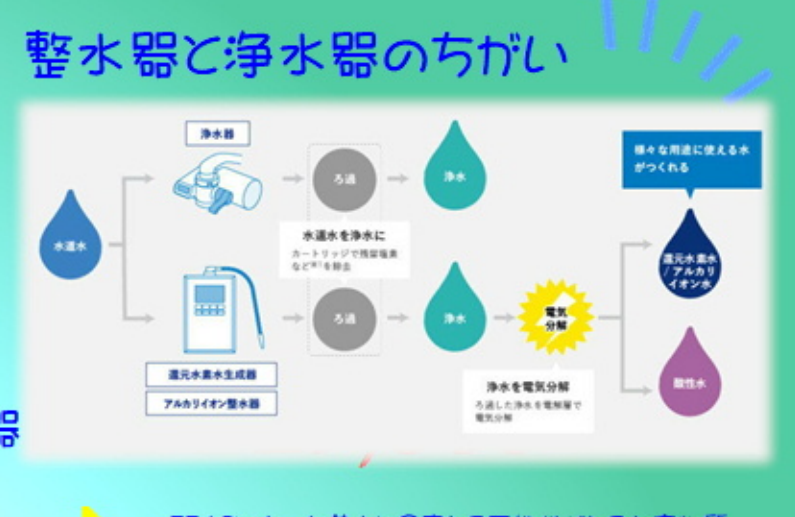 整水器と浄水器のちがい
浄水器
ろ過
浄水
様々な用途に使える水
がつくれる
水道水
水道水を浄水に
カートリッジで残留塩素
など※1を除去
還元水素水
/アルカリ
イオン水
ろ過
浄水
電気
分解
還元水素水生成器
アルカリイオン整水器
浄水を電気分解
ろ過した浄水を電解層で
電気分解
酸性水
器